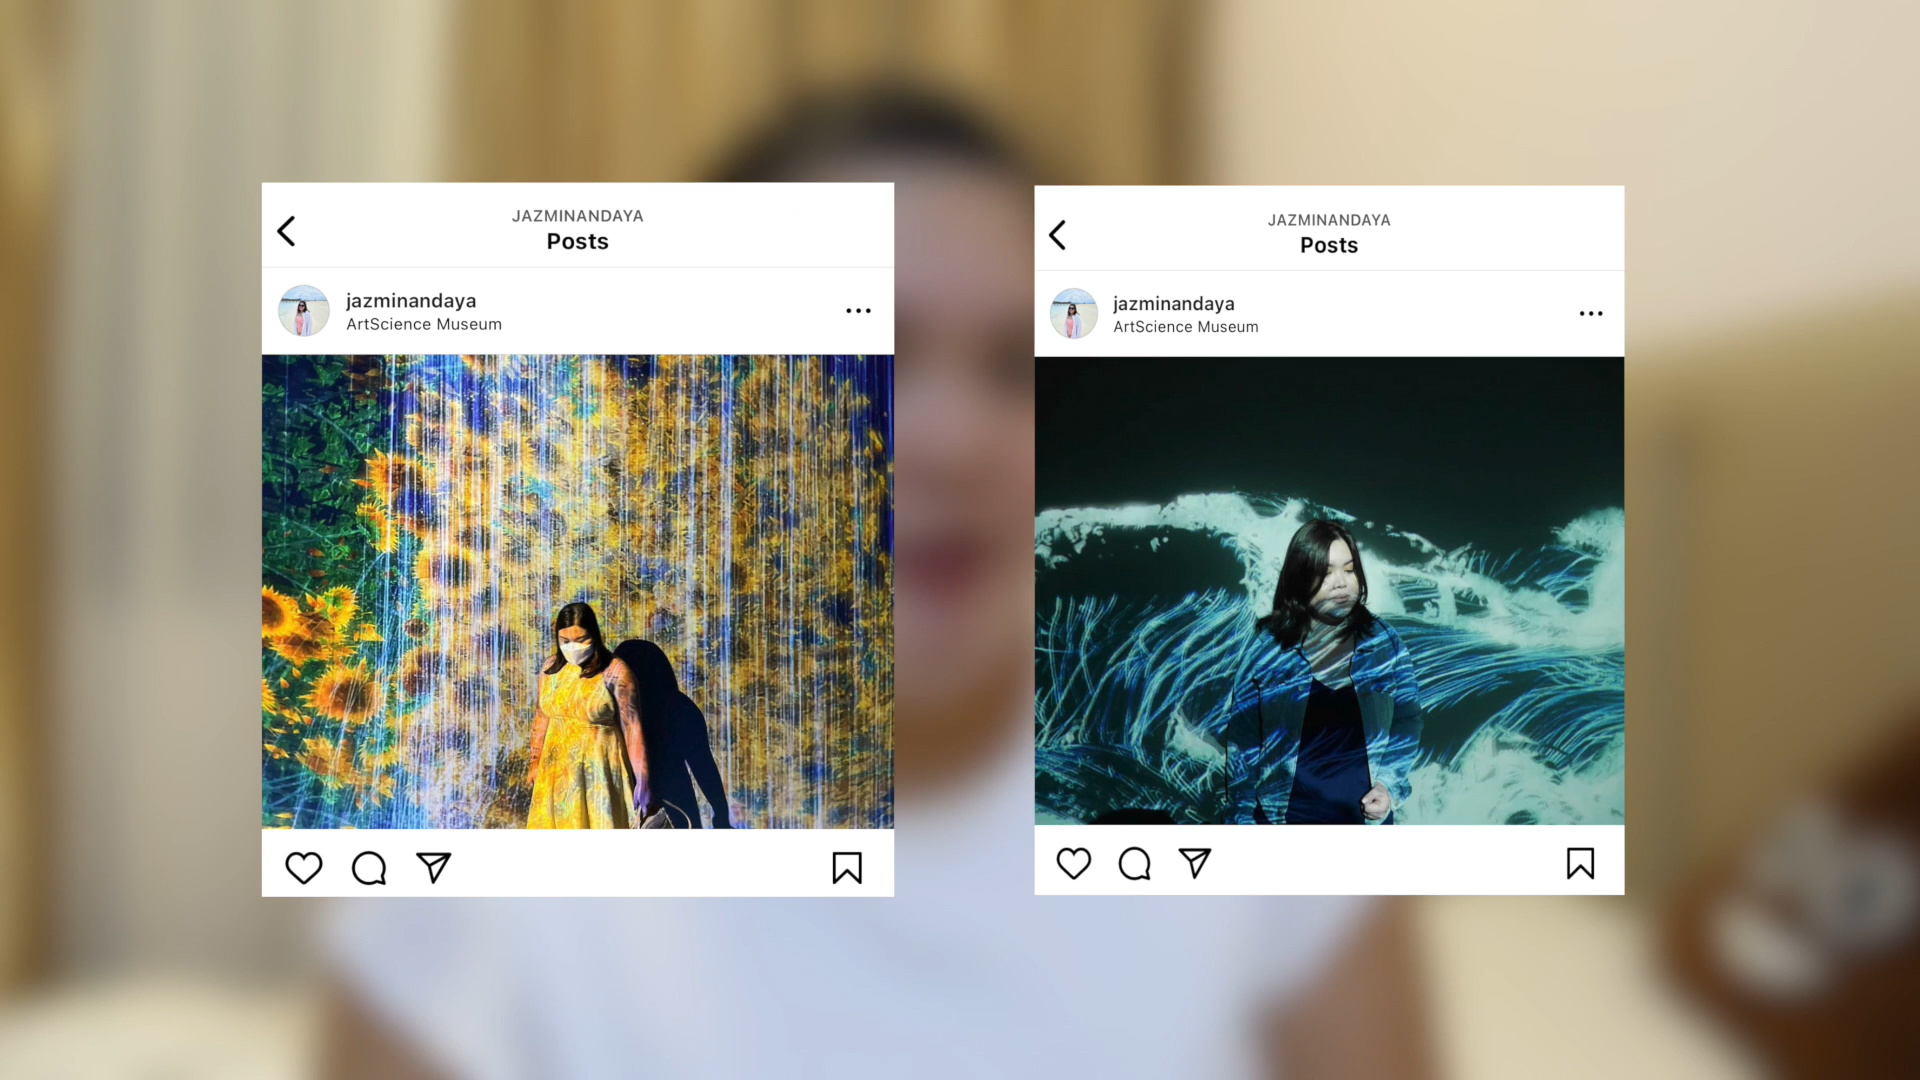 JAZMINANDAYA
Posts
jazminandaya
ArtScience Museum
JAZMINANDAYA
Posts
jazminandaya
ArtScience Museum